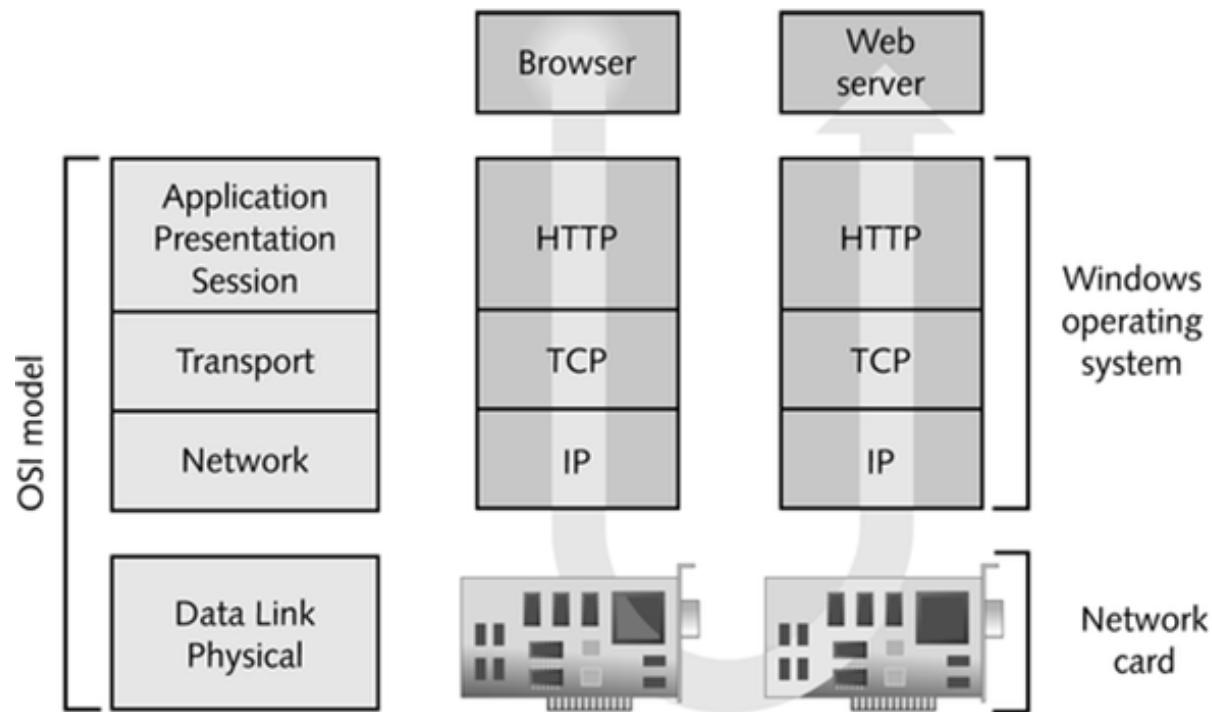 Browser
Web
server
OSI model
Application
Presentation
Session
HTTP
HTTP
Windows
operating
system
Transport
TCP
TCP
Network
IP
IP
Data Link
Physical
Network
card